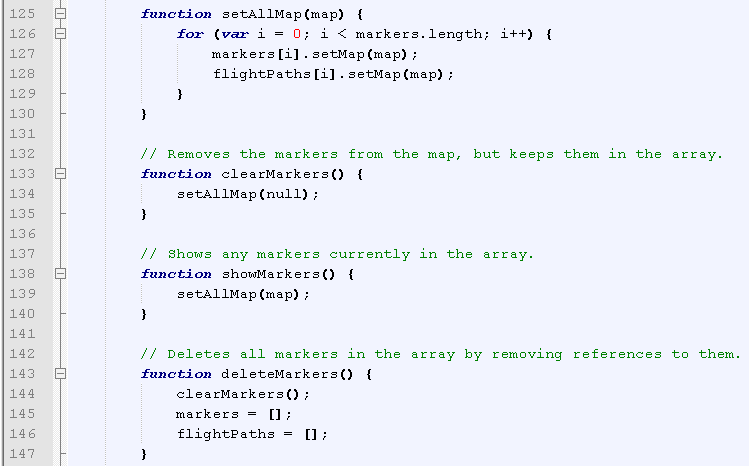 125 function setAllMap(map) {
126 for (var i = 0; i < markers.length; i++) {
127 markers[i].setMap(map);
128 flightPaths[i].setMap(map);
129 }
130 }
131
132 // Removes the markers from the map, but keeps them in the array.
133 function clearMarkers() {
134 setAllMap(null);
135 }
136
137 // Shows any markers currently in the array.
138 function showMarkers() {
139 setAllMap(map);
140 }
141
142 // Deletes all markers in the array by removing references to them.
143 function deleteMarkers() {
144 clearMarkers();
145 markers = [];
146 flightPaths = [];
147 }